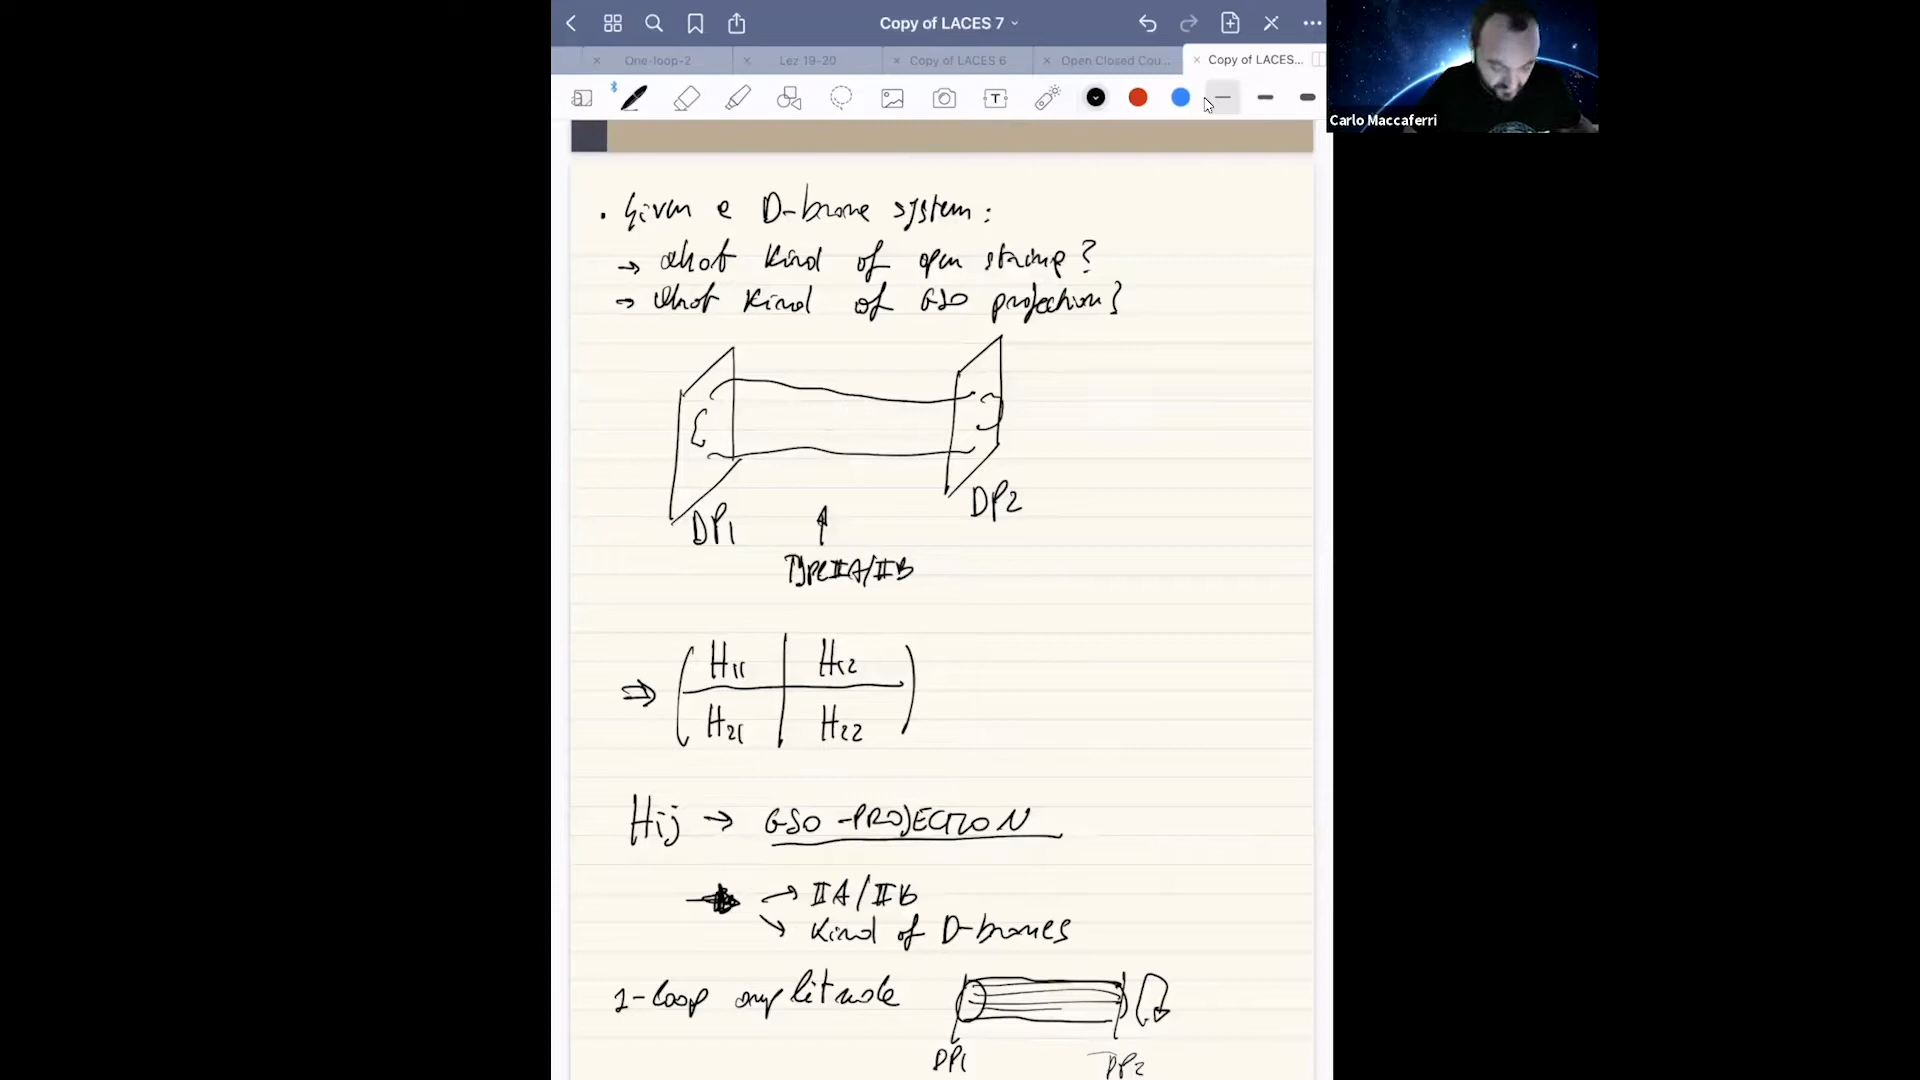 Copy of LACES 7
One-loop-2
Lez 19-20
Copy of LACES 6
Open Closed Cou...
Copy of LACES...
Carlo Maccaferri
. Given a D-brane system:
→ what kind of open strings?
→ what kind of GSO projection?
DP1
DP2
TYPE IIA/IIB
⇒ ( H11 | H12 )
H21 | H22
Hij → GSO-PROJECTION
→ IIA/IIB
↘ kind of D-branes
1-loop amplitude
DP1
DP2